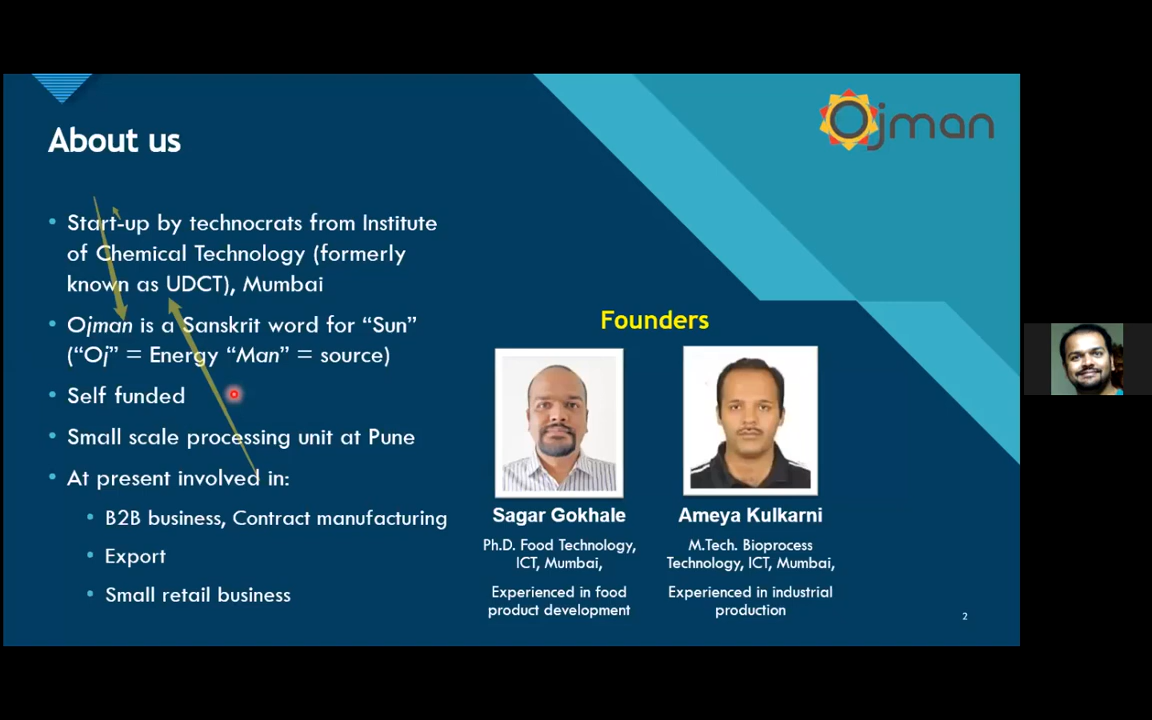 Ojman
About us
Start-up by technocrats from Institute
of Chemical Technology (formerly
known as UDCT), Mumbai
Ojman is a Sanskrit word for “Sun”
(“Oj” = Energy “Man” = source)
Self funded
Small scale processing unit at Pune
At present involved in:
B2B business, Contract manufacturing
Export
Small retail business
Founders
Sagar Gokhale
Ph.D. Food Technology,
ICT, Mumbai,
Experienced in food
product development
Ameya Kulkarni
M.Tech. Bioprocess
Technology, ICT, Mumbai,
Experienced in industrial
production
2